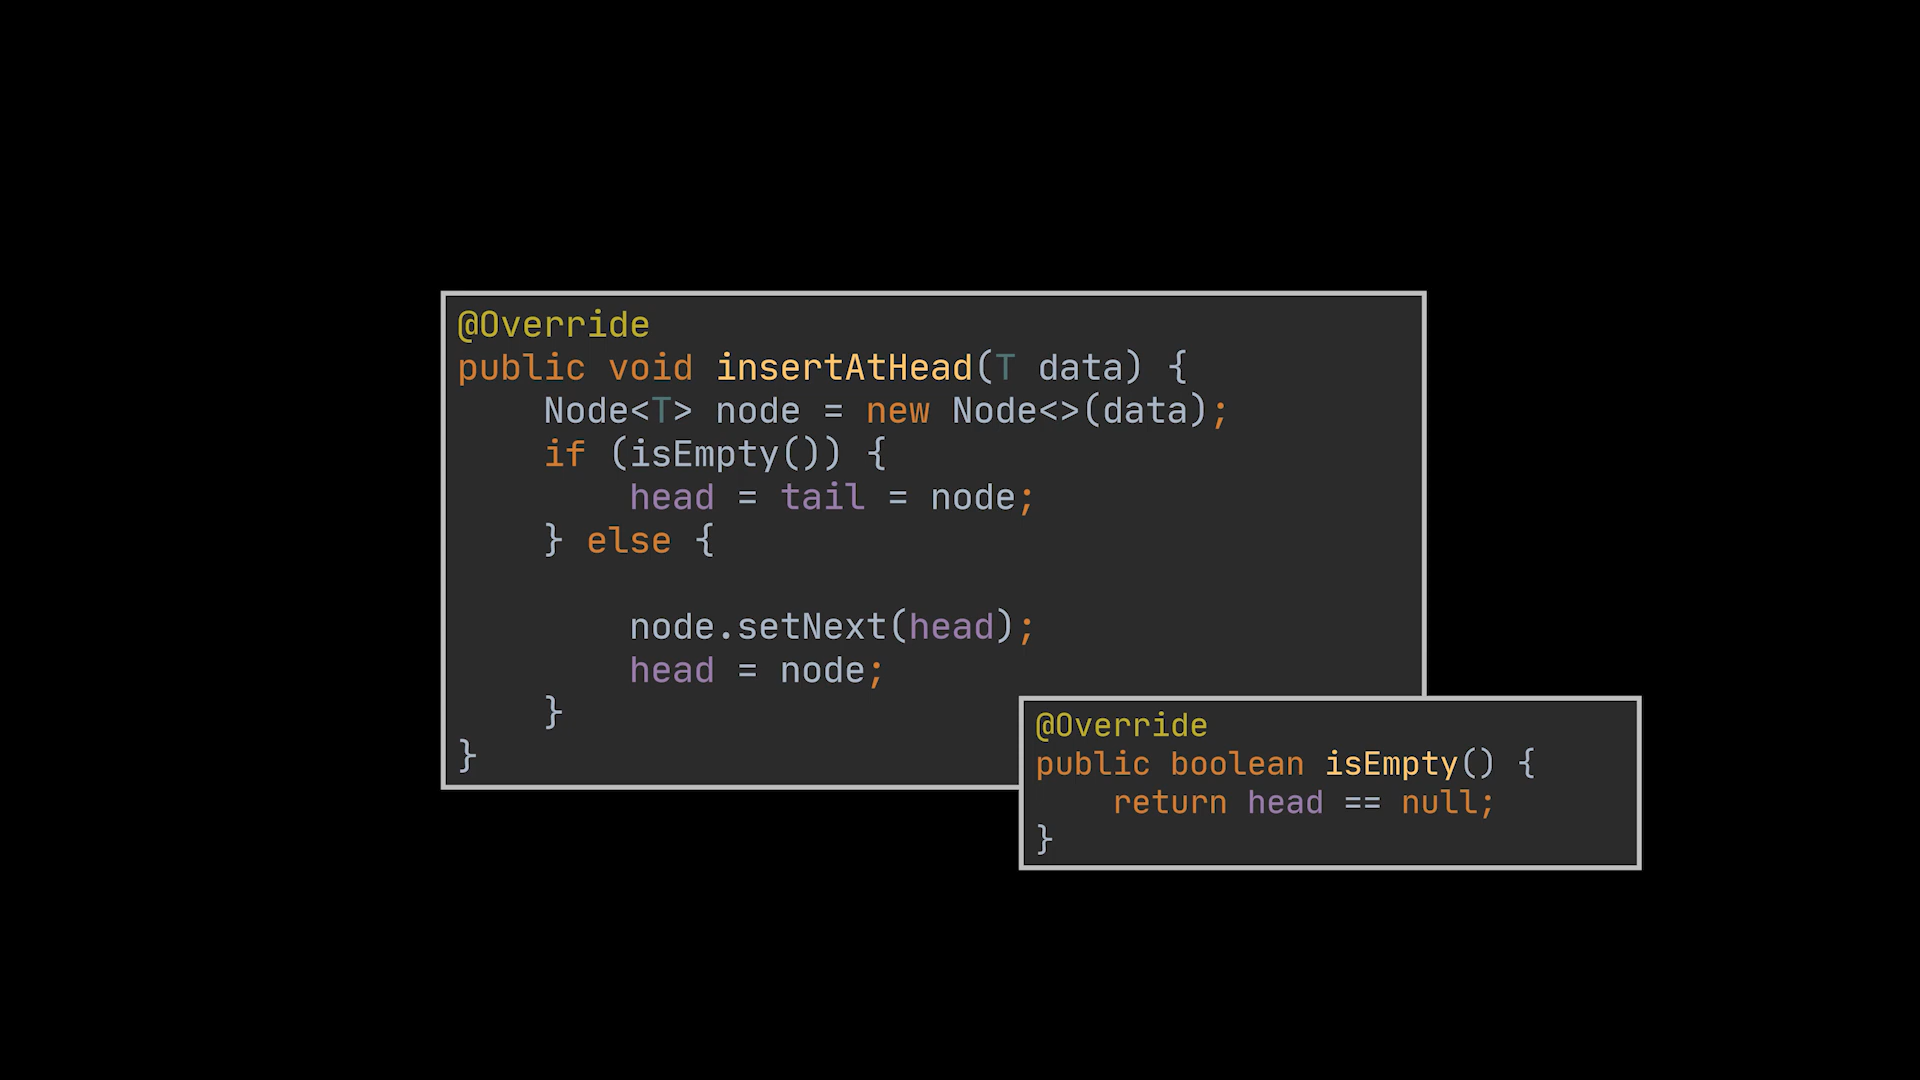 @Override
public void insertAtHead(T data) {
    Node<T> node = new Node<>(data);
    if (isEmpty()) {
        head = tail = node;
    } else {

        node.setNext(head);
        head = node;
    }
}
@Override
public boolean isEmpty() {
    return head == null;
}